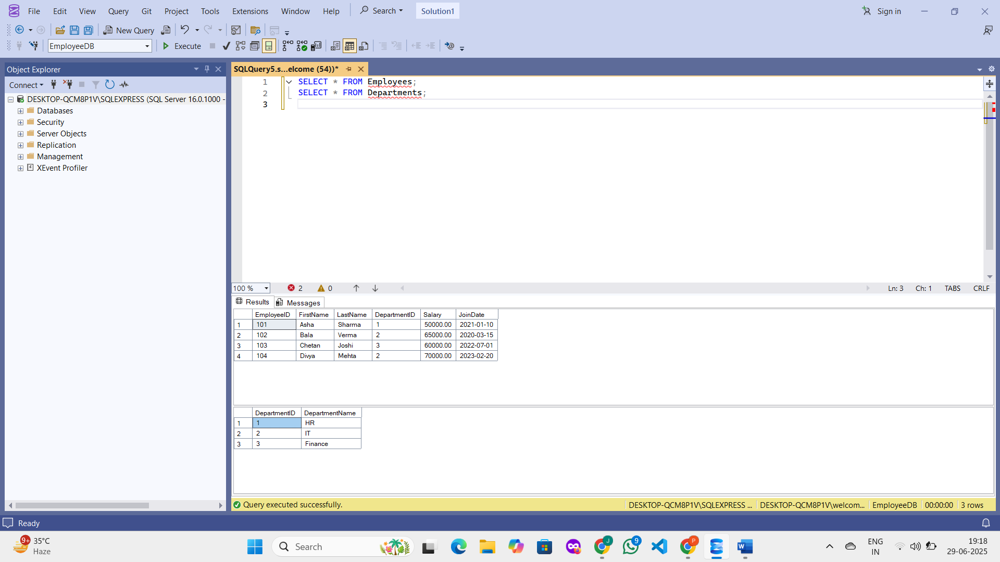 File Edit View Query Git Project Tools Extensions Window Help Search Solution1 Sign in
New Query
EmployeeDB Execute
Object Explorer
Connect
DESKTOP-QCM8P1V\SQLEXPRESS (SQL Server 16.0.1000 -
Databases
Security
Server Objects
Replication
Management
XEvent Profiler
SQLQuery5.s...elcome (54))*
1 SELECT * FROM Employees;
2 SELECT * FROM Departments;
3
100 % 2 0 Ln: 3 Ch: 1 TABS CRLF
Results Messages
EmployeeID FirstName LastName DepartmentID Salary JoinDate
1 101 Asha Sharma 1 50000.00 2021-01-10
2 102 Bala Verma 2 65000.00 2020-03-15
3 103 Chetan Joshi 3 60000.00 2022-07-01
4 104 Divya Mehta 2 70000.00 2023-02-20
DepartmentID DepartmentName
1 1 HR
2 2 IT
3 3 Finance
Query executed successfully. DESKTOP-QCM8P1V\SQLEXPRESS ... DESKTOP-QCM8P1V\welcom... EmployeeDB 00:00:00 3 rows
Ready
9+ 35°C
Haze
Search
J
9
P
W
ENG
IN
19:18
29-06-2025